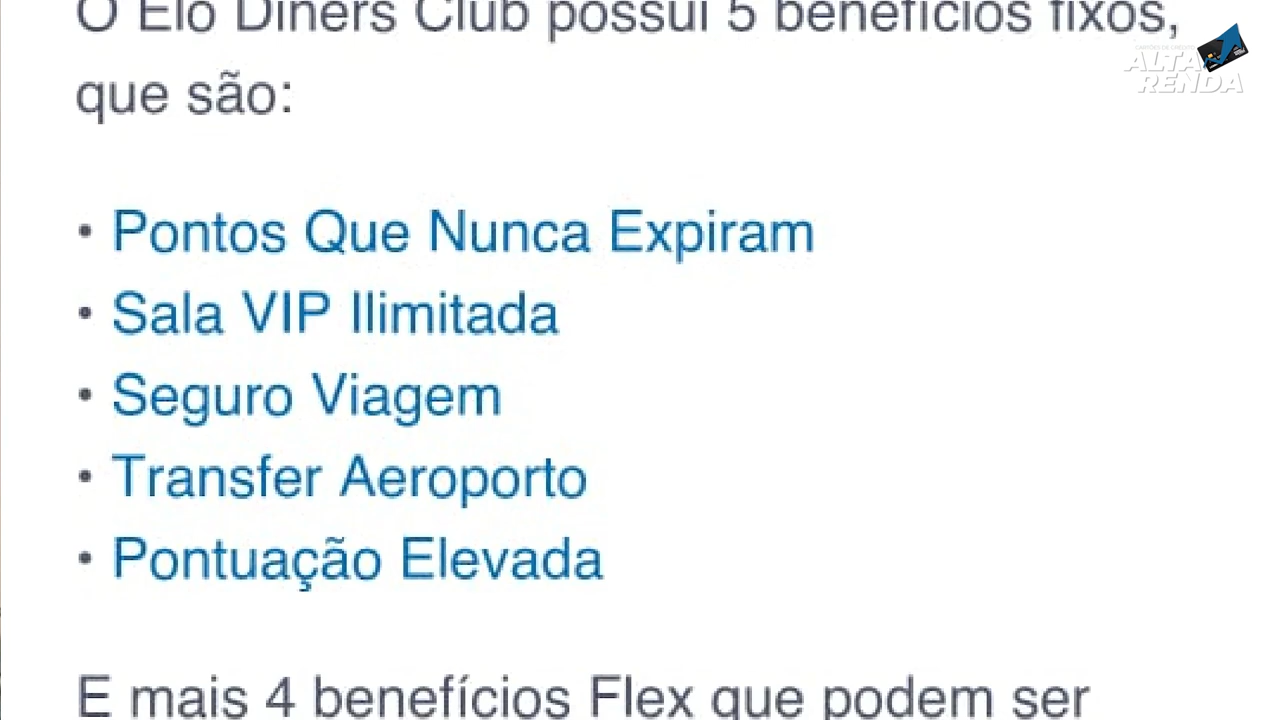 O Elo Diners Club possui 5 benefícios fixos,
que são:
• Pontos Que Nunca Expiram
• Sala VIP Ilimitada
• Seguro Viagem
• Transfer Aeroporto
• Pontuação Elevada
E mais 4 benefícios Flex que podem ser
ALTA
RENDA